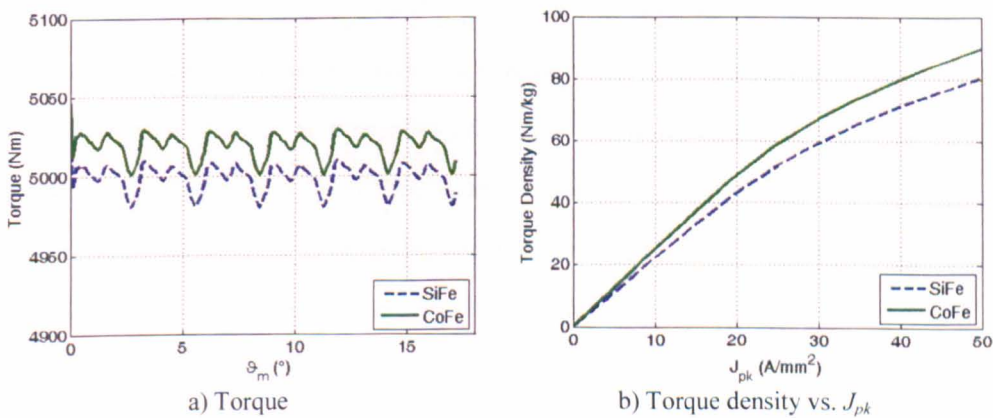 5100
5050
5000
4950
4900
Torque (Nm)
SiFe
CoFe
0
5
10
15
ϑm (°)
a) Torque
100
80
60
40
20
0
Torque Density (Nm/kg)
SiFe
CoFe
0
10
20
30
40
50
Jpk (A/mm²)
b) Torque density vs. Jpk